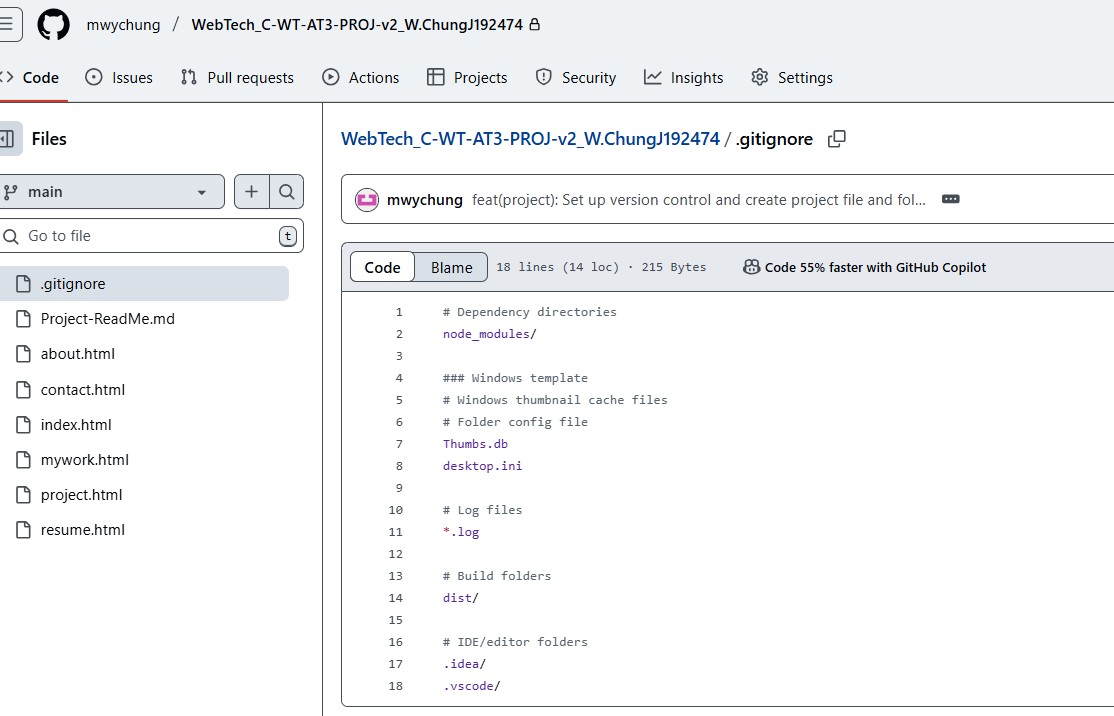 mwychung / WebTech_C-WT-AT3-PROJ-v2_W.ChungJ192474
Code Issues Pull requests Actions Projects Security Insights Settings
Files
main
Go to file t
.gitignore
Project-ReadMe.md
about.html
contact.html
index.html
mywork.html
project.html
resume.html
WebTech_C-WT-AT3-PROJ-v2_W.ChungJ192474 / .gitignore
mwychung feat(project): Set up version control and create project file and fol...
Code Blame 18 lines (14 loc) · 215 Bytes Code 55% faster with GitHub Copilot
1 # Dependency directories
2 node_modules/
3
4 ### Windows template
5 # Windows thumbnail cache files
6 # Folder config file
7 Thumbs.db
8 desktop.ini
9
10 # Log files
11 *.log
12
13 # Build folders
14 dist/
15
16 # IDE/editor folders
17 .idea/
18 .vscode/